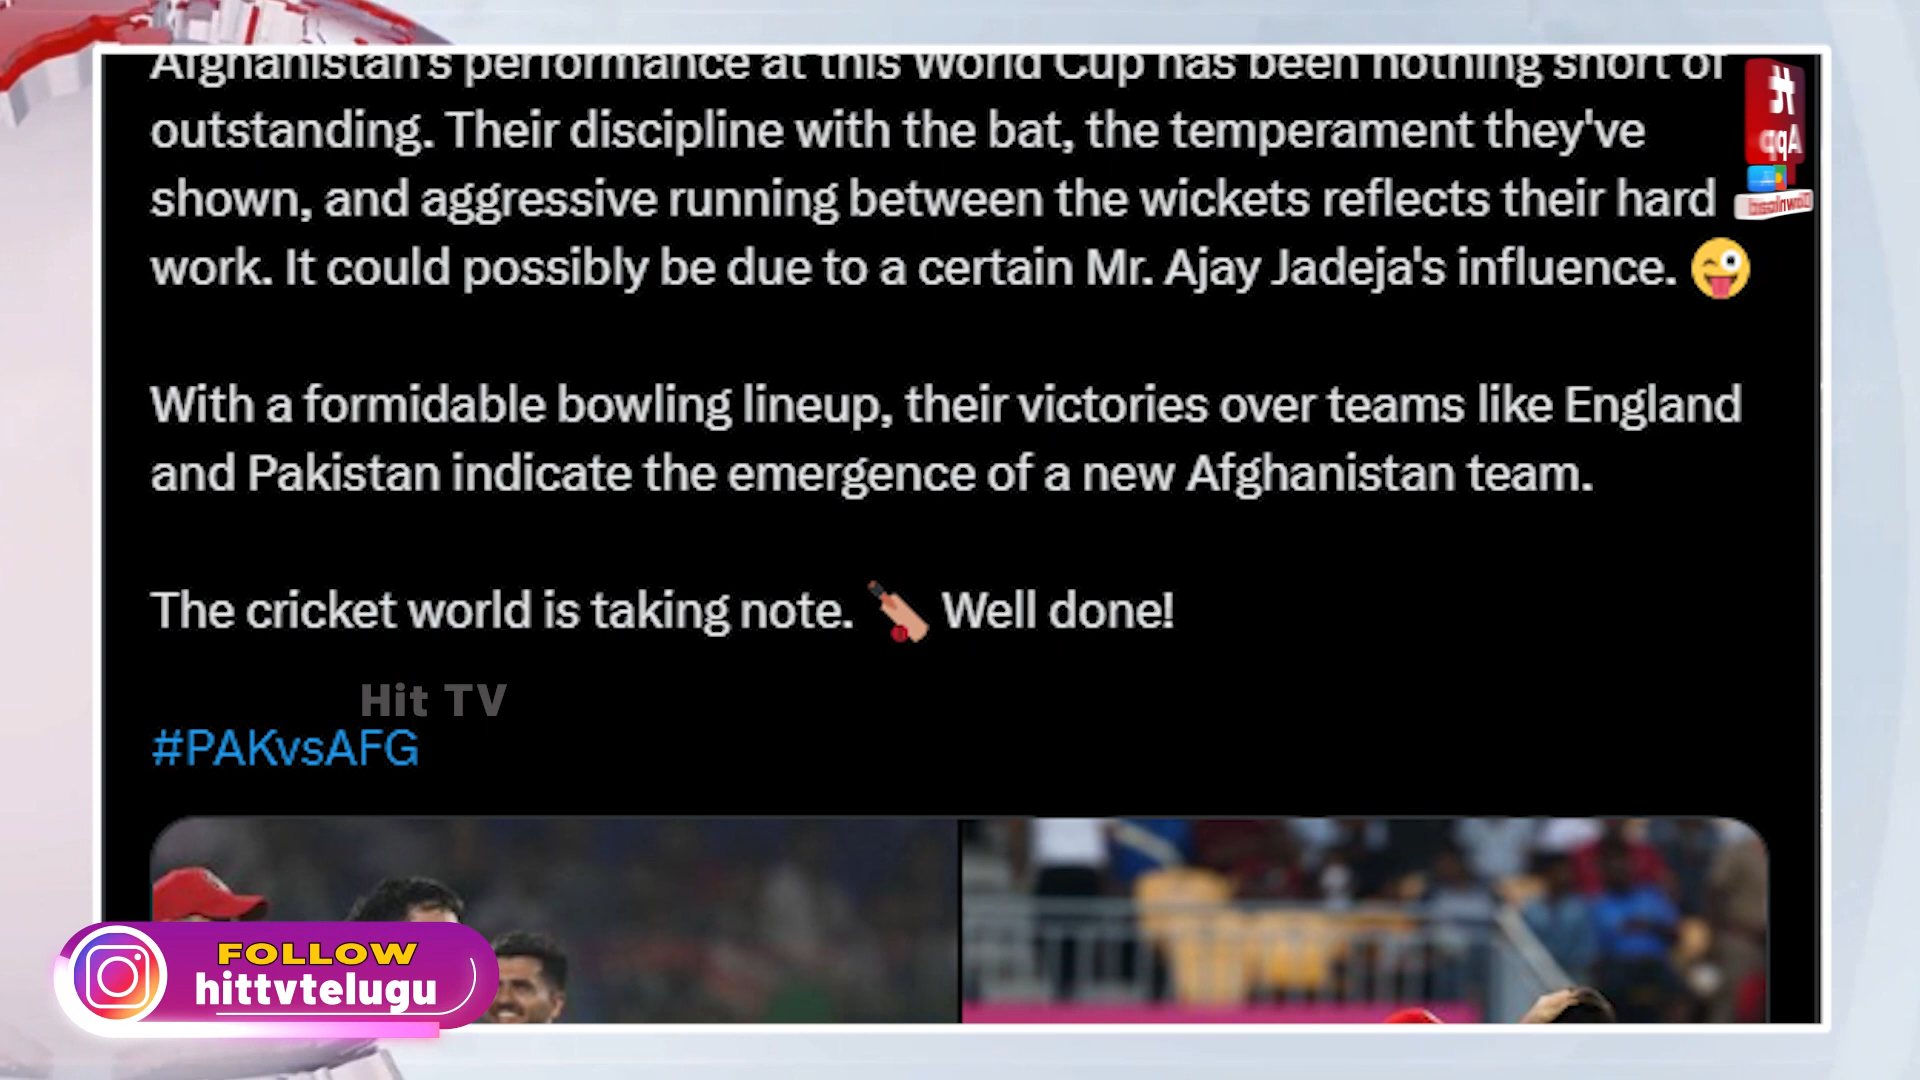 Afghanistan's performance at this World Cup has been nothing short of
outstanding. Their discipline with the bat, the temperament they've
shown, and aggressive running between the wickets reflects their hard
work. It could possibly be due to a certain Mr. Ajay Jadeja's influence. 😜
With a formidable bowling lineup, their victories over teams like England
and Pakistan indicate the emergence of a new Afghanistan team.
The cricket world is taking note. 🏏 Well done!
Hit TV
#PAKvsAFG
FOLLOW
hittvtelugu
App
Download